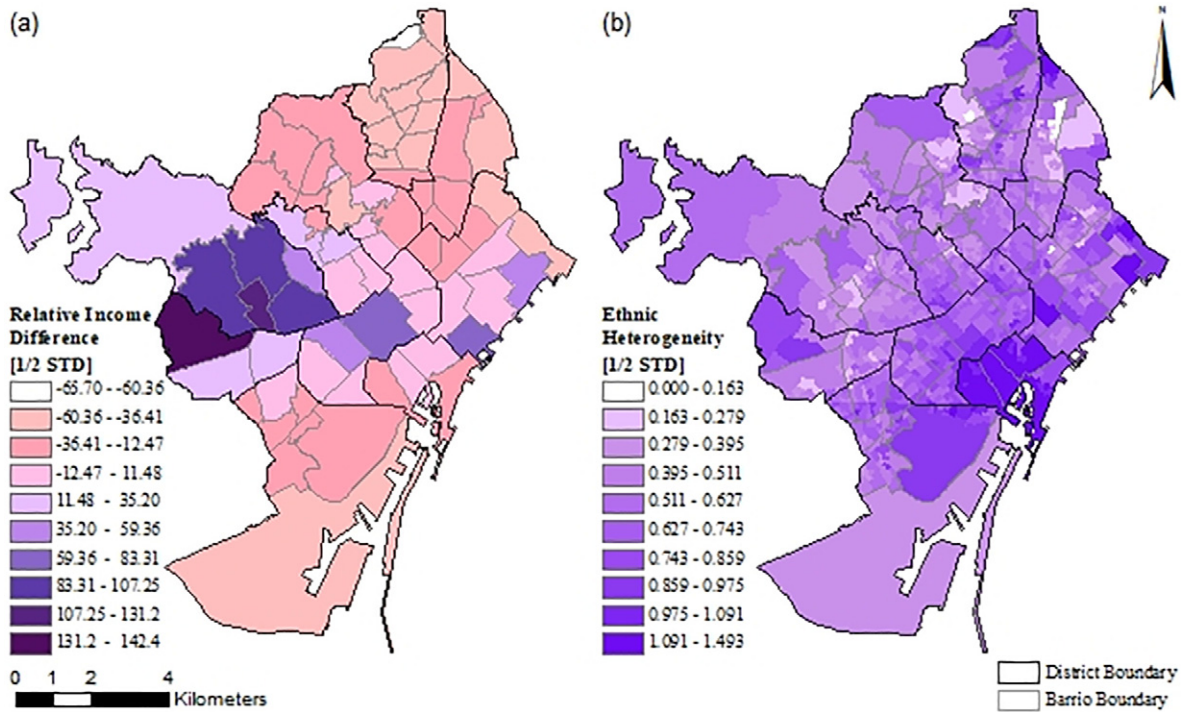 (a)
Relative Income
Difference
[1/2 STD]
-65.70 - -60.36
-60.36 - -36.41
-36.41 - -12.47
-12.47 - 11.48
11.48 - 35.20
35.20 - 59.36
59.36 - 83.31
83.31 - 107.25
107.25 - 131.2
131.2 - 142.4
0 1 2 4
Kilometers
(b)
N
Ethnic
Heterogeneity
[1/2 STD]
0.000 - 0.163
0.163 - 0.279
0.279 - 0.395
0.395 - 0.511
0.511 - 0.627
0.627 - 0.743
0.743 - 0.859
0.859 - 0.975
0.975 - 1.091
1.091 - 1.493
District Boundary
Barrio Boundary